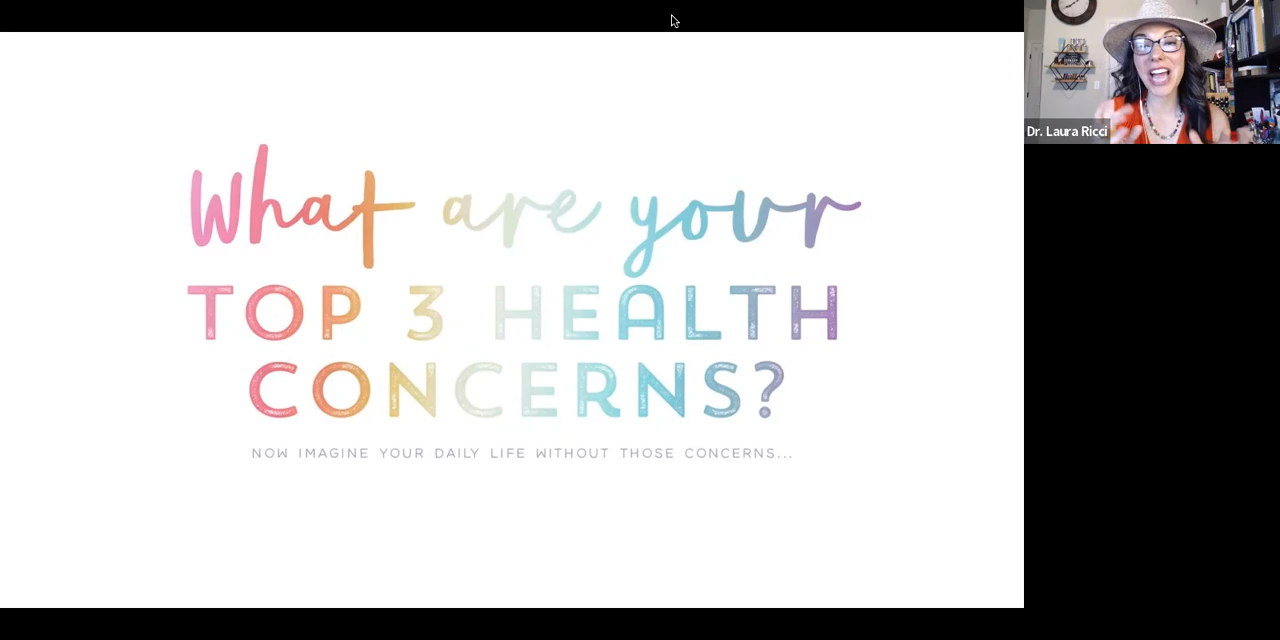 What are your
TOP 3 HEALTH
CONCERNS?
NOW IMAGINE YOUR DAILY LIFE WITHOUT THOSE CONCERNS...
Dr. Laura Ricci